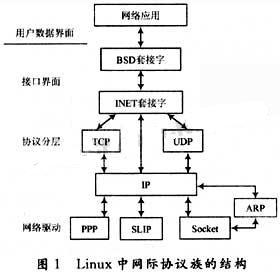 网络应用
用户数据界面
BSD套接字
接口界面
INET套接字
协议分层
TCP
UDP
IP
ARP
网络驱动
PPP
SLIP
Socket
图 1 Linux 中网际协议族的结构